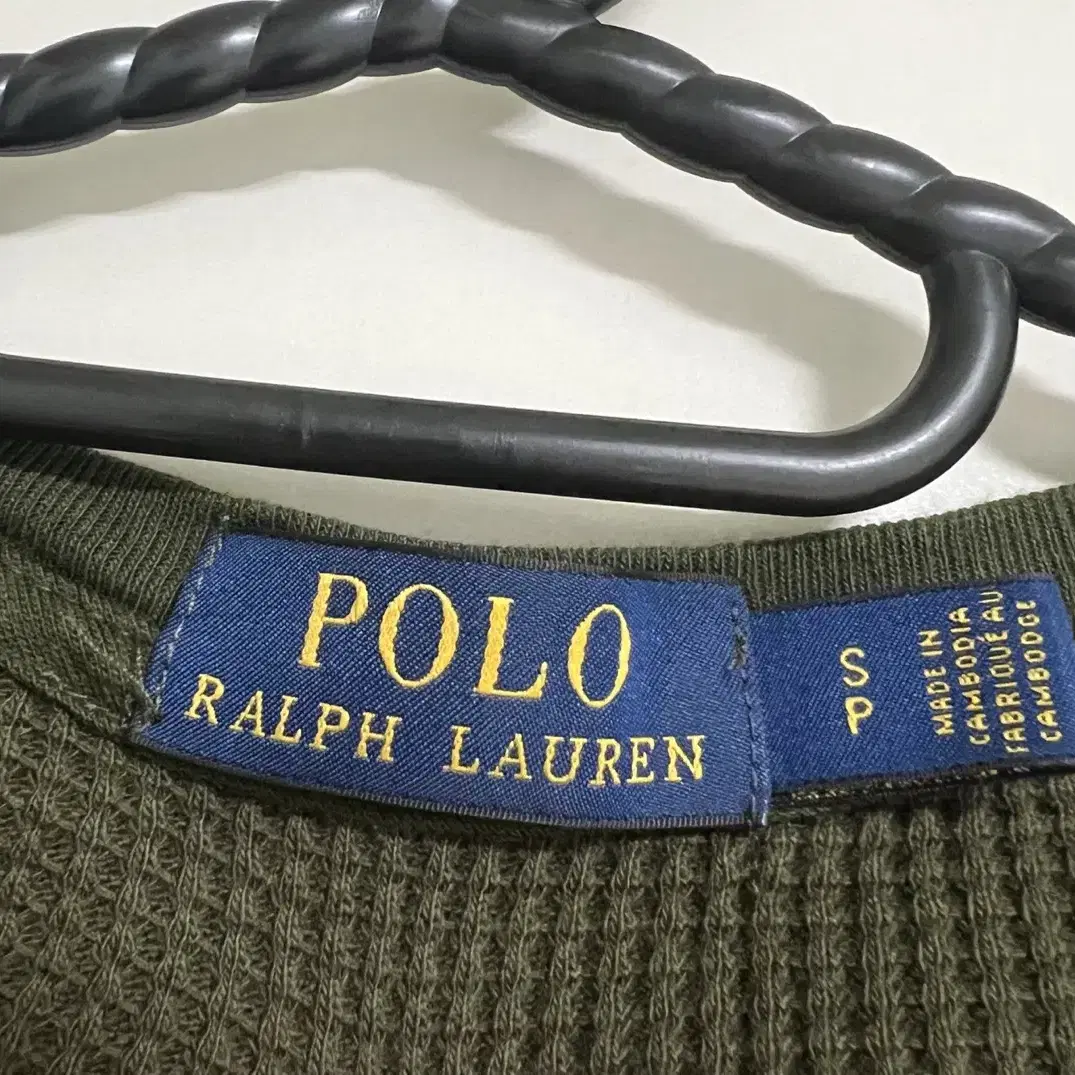 POLO
RALPH LAUREN
S
P
MADE IN
CAMBODIA
FABRIQUÉ AU
CAMBODGE